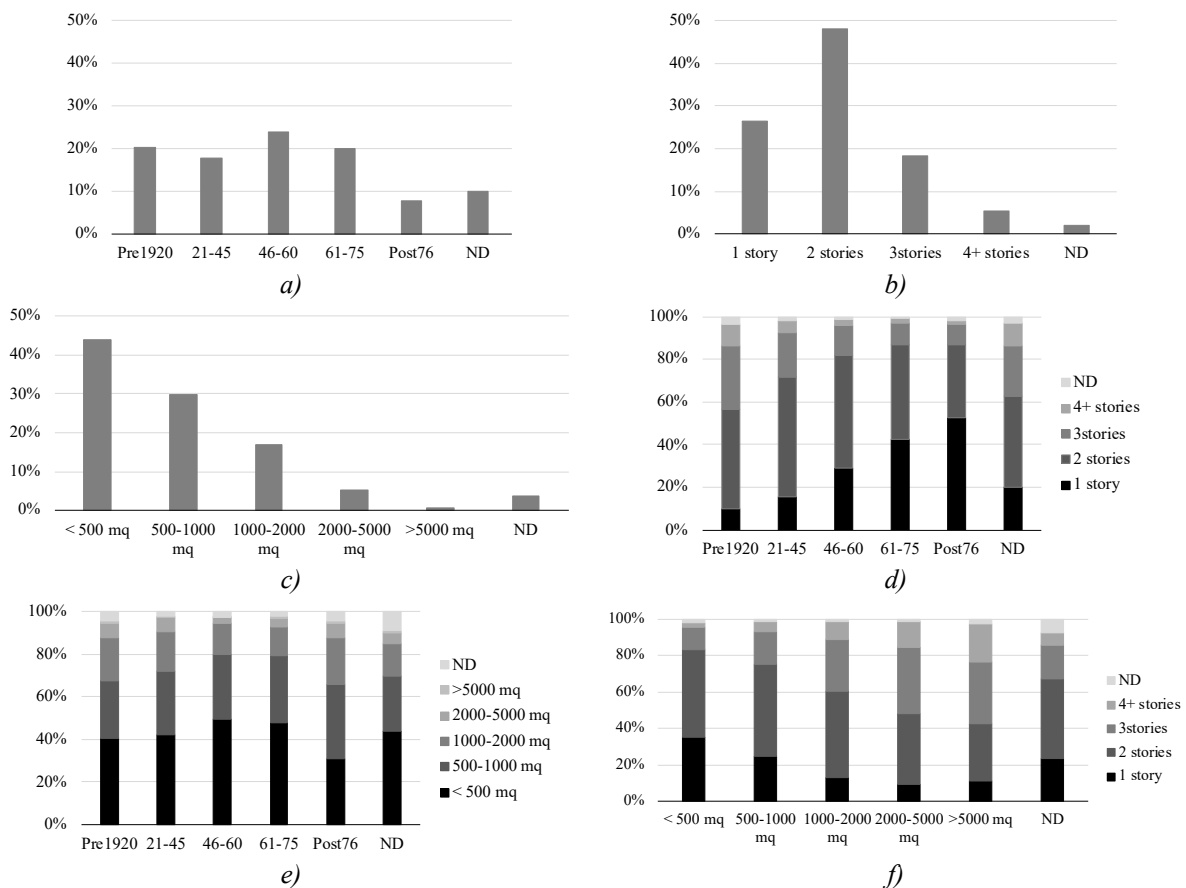 50%
40%
30%
20%
10%
0%
Pre1920 21-45 46-60 61-75 Post76 ND
a)
50%
40%
30%
20%
10%
0%
1 story 2 stories 3stories 4+ stories ND
b)
50%
40%
30%
20%
10%
0%
< 500 mq 500-1000 1000-2000 2000-5000 >5000 mq ND
mq mq mq
c)
100%
80%
60%
40%
20%
0%
Pre1920 21-45 46-60 61-75 Post76 ND
ND
4+ stories
3stories
2 stories
1 story
d)
100%
80%
60%
40%
20%
0%
Pre1920 21-45 46-60 61-75 Post76 ND
ND
>5000 mq
2000-5000 mq
1000-2000 mq
500-1000 mq
< 500 mq
e)
100%
80%
60%
40%
20%
0%
< 500 mq 500-1000 1000-2000 2000-5000 >5000 mq ND
mq mq mq
ND
4+ stories
3stories
2 stories
1 story
f)